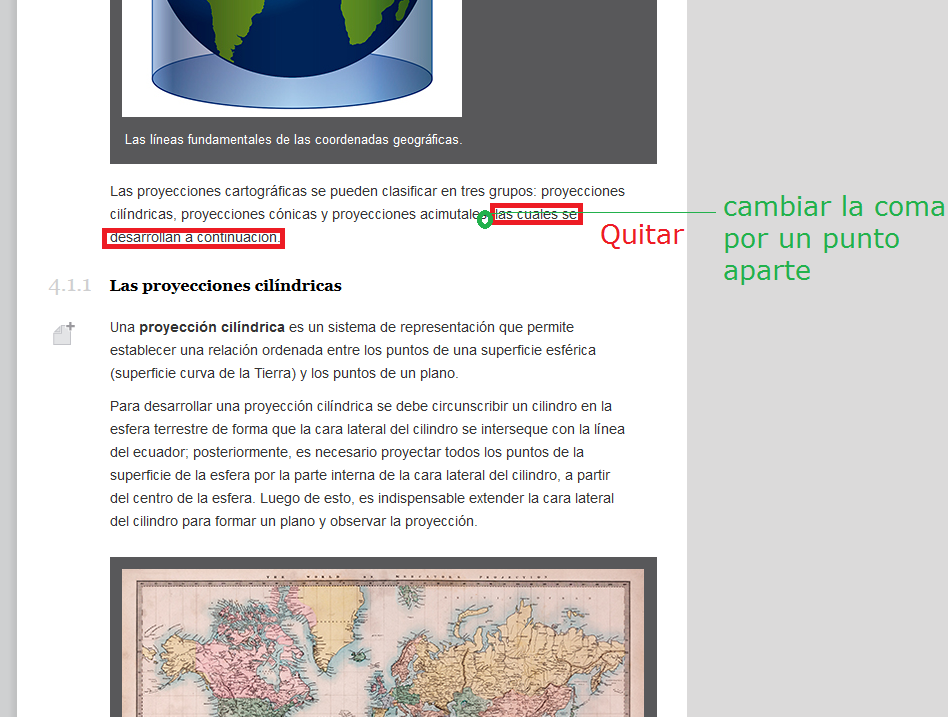 Las líneas fundamentales de las coordenadas geográficas.
Las proyecciones cartográficas se pueden clasificar en tres grupos: proyecciones
cilíndricas, proyecciones cónicas y proyecciones acimutales las cuales se
desarrollan a continuación.
Quitar
cambiar la coma
por un punto
aparte
4.1.1 Las proyecciones cilíndricas
Una proyección cilíndrica es un sistema de representación que permite
establecer una relación ordenada entre los puntos de una superficie esférica
(superficie curva de la Tierra) y los puntos de un plano.
Para desarrollar una proyección cilíndrica se debe circunscribir un cilindro en la
esfera terrestre de forma que la cara lateral del cilindro se interseque con la línea
del ecuador; posteriormente, es necesario proyectar todos los puntos de la
superficie de la esfera por la parte interna de la cara lateral del cilindro, a partir
del centro de la esfera. Luego de esto, es indispensable extender la cara lateral
del cilindro para formar un plano y observar la proyección.
THE WORLD ON MERCATORS PROJECTION